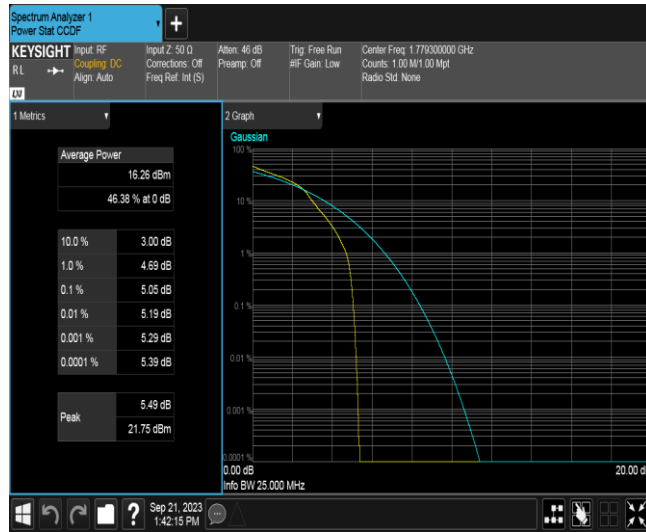 Spectrum Analyzer 1
Power Stat CCDF
+
KEYSIGHT
RL
LXI
Input: RF
Coupling: DC
Align: Auto
Input Z: 50 Ω
Corrections: Off
Freq Ref: Int (S)
Atten: 46 dB
Preamp: Off
Trig: Free Run
#IF Gain: Low
Center Freq: 1.779300000 GHz
Counts: 1.00 M/1.00 Mpt
Radio Std: None
1 Metrics
Average Power
16.26 dBm
46.38 % at 0 dB
10.0 % 3.00 dB
1.0 % 4.69 dB
0.1 % 5.05 dB
0.01 % 5.19 dB
0.001 % 5.29 dB
0.0001 % 5.39 dB
Peak
5.49 dB
21.75 dBm
2 Graph
Gaussian
100 %
10 %
1 %
0.1 %
0.01 %
0.001 %
0.0001 %
0.00 dB
20.00 d
Info BW 25.000 MHz
?
Sep 21, 2023
1:42:15 PM